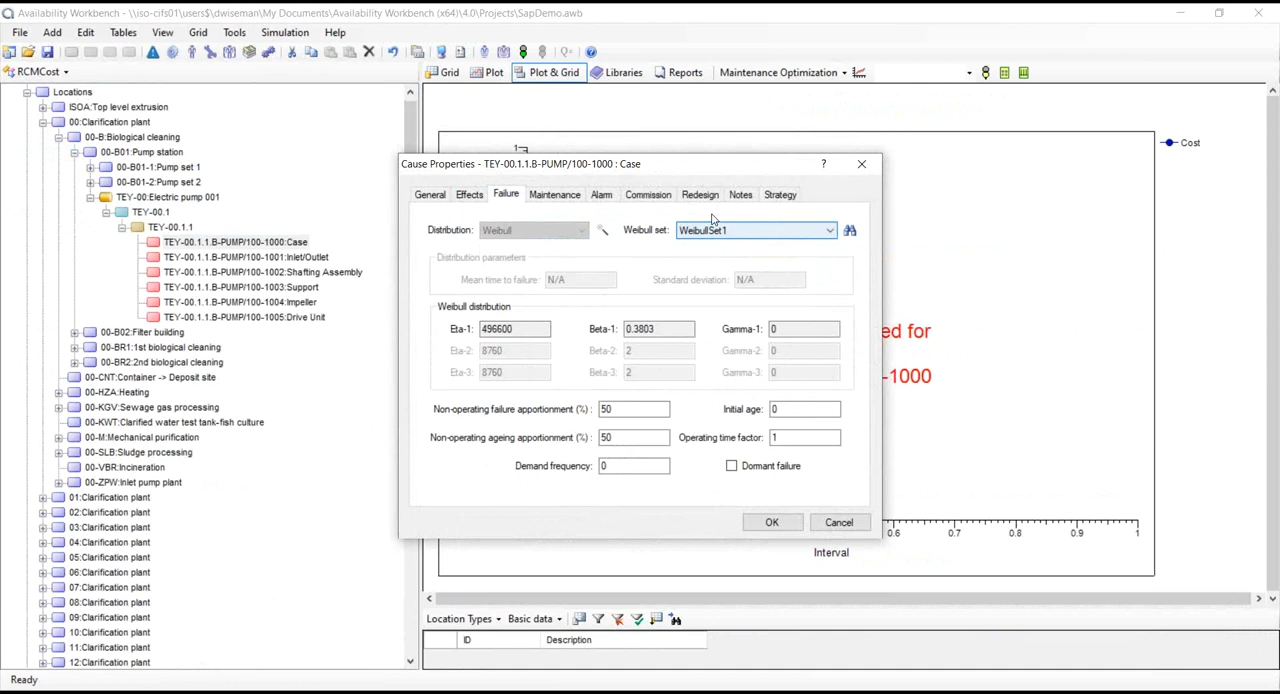 Availability Workbench - \\iso-cifs01\users$\dwiseman\My Documents\Availability Workbench (x64)\4.0\Projects\SapDemo.awb
File Add Edit Tables View Grid Tools Simulation Help
RCMCost
Grid Plot Plot & Grid Libraries Reports Maintenance Optimization
Locations
ISOA:Top level extrusion
00:Clarification plant
00-B:Biological cleaning
00-B01:Pump station
00-B01-1:Pump set 1
00-B01-2:Pump set 2
TEY-00:Electric pump 001
TEY-00.1
TEY-00.1.1
TEY-00.1.1.B-PUMP/100-1000:Case
TEY-00.1.1.B-PUMP/100-1001:Inlet/Outlet
TEY-00.1.1.B-PUMP/100-1002:Shafting Assembly
TEY-00.1.1.B-PUMP/100-1003:Support
TEY-00.1.1.B-PUMP/100-1004:Impeller
TEY-00.1.1.B-PUMP/100-1005:Drive Unit
00-B02:Filter building
00-BR1:1st biological cleaning
00-BR2:2nd biological cleaning
00-CNT:Container -> Deposit site
00-HZA:Heating
00-KGV:Sewage gas processing
00-KWT:Clarified water test tank-fish culture
00-M:Mechanical purification
00-SLB:Sludge processing
00-VBR:Incineration
00-ZPW:Inlet pump plant
01:Clarification plant
02:Clarification plant
03:Clarification plant
04:Clarification plant
05:Clarification plant
06:Clarification plant
07:Clarification plant
08:Clarification plant
09:Clarification plant
10:Clarification plant
11:Clarification plant
12:Clarification plant
1
Cost
ed for
-1000
0.6 0.7 0.8 0.9 1
Interval
Cause Properties - TEY-00.1.1.B-PUMP/100-1000 : Case ?
General Effects Failure Maintenance Alarm Commission Redesign Notes Strategy
Distribution: Weibull Weibull set: WeibullSet1
Distribution parameters
Mean time to failure: N/A Standard deviation: N/A
Weibull distribution
Eta-1: 496600 Beta-1: 0.3803 Gamma-1: 0
Eta-2: 8760 Beta-2: 2 Gamma-2: 0
Eta-3: 8760 Beta-3: 2 Gamma-3: 0
Non-operating failure apportionment (%) : 50 Initial age: 0
Non-operating ageing apportionment (%) : 50 Operating time factor: 1
Demand frequency: 0 Dormant failure
OK Cancel
Location Types Basic data
ID Description
Ready